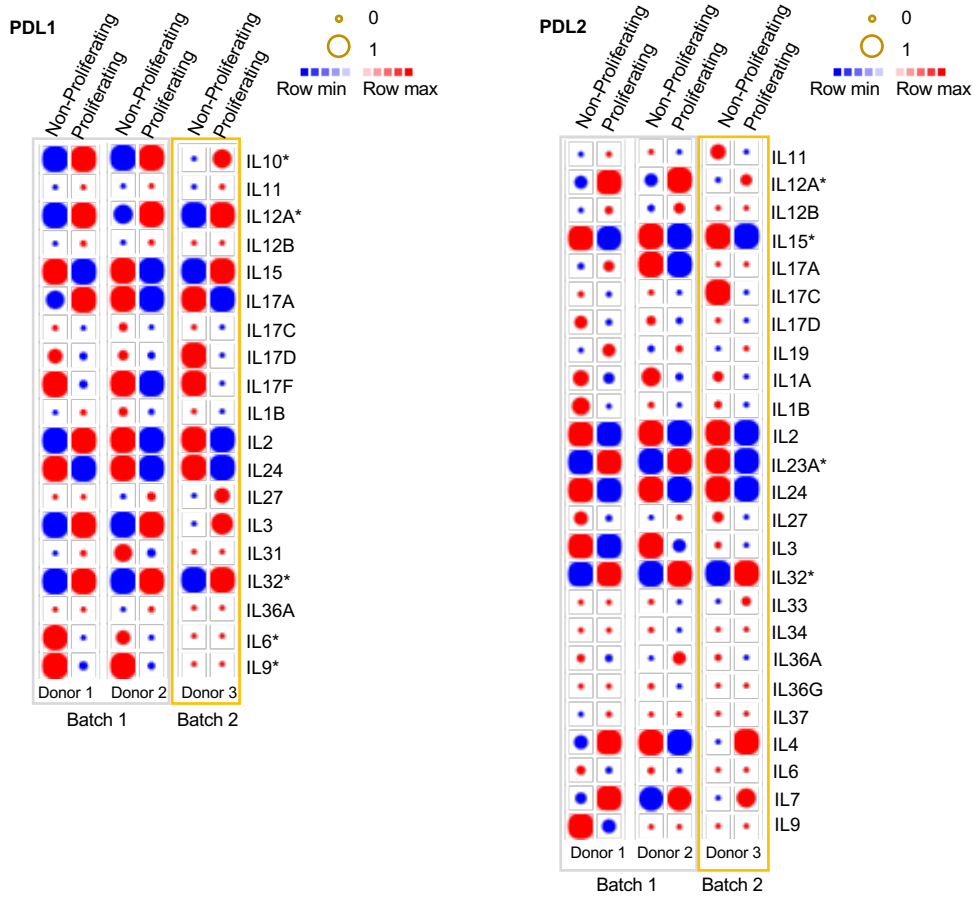 PDL1
Non-Proliferating
Proliferating
Non-Proliferating
Proliferating
Non-Proliferating
Proliferating
0
1
Row min Row max
IL10*
IL11
IL12A*
IL12B
IL15
IL17A
IL17C
IL17D
IL17F
IL1B
IL2
IL24
IL27
IL3
IL31
IL32*
IL36A
IL6*
IL9*
Donor 1 Donor 2 Donor 3
Batch 1 Batch 2
PDL2
Non-Proliferating
Proliferating
Non-Proliferating
Proliferating
Non-Proliferating
Proliferating
0
1
Row min Row max
IL11
IL12A*
IL12B
IL15*
IL17A
IL17C
IL17D
IL19
IL1A
IL1B
IL2
IL23A*
IL24
IL27
IL3
IL32*
IL33
IL34
IL36A
IL36G
IL37
IL4
IL6
IL7
IL9
Donor 1 Donor 2 Donor 3
Batch 1 Batch 2